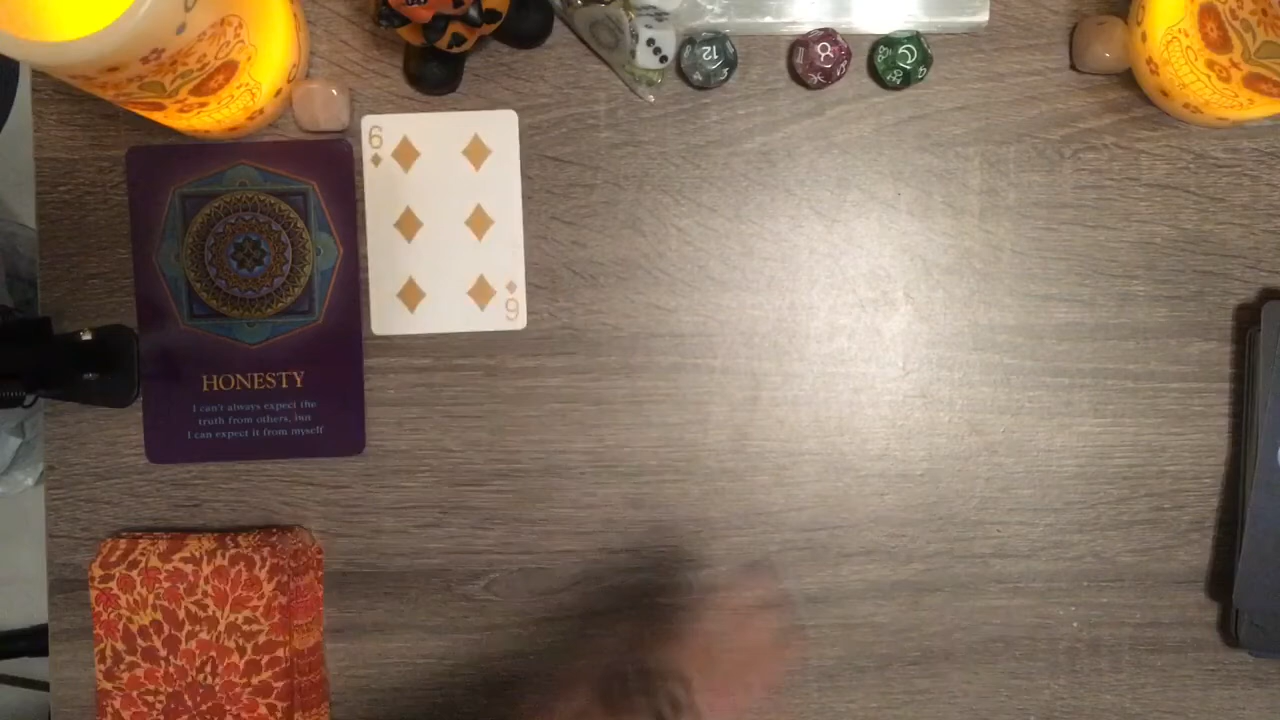 12
6
HONESTY
I can't always expect the
truth from others, but
I can expect it from myself
6